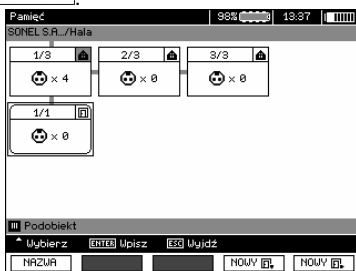 Pamięć 98% 13:37
SONEL S.A../Hala
1/3 2/3 3/3
x 4 x 0 x 0
1/1
x 0
Podobiekt
Wybierz ENTER Wpisz ESC Wyjdź
NAZWA NOWY NOWY